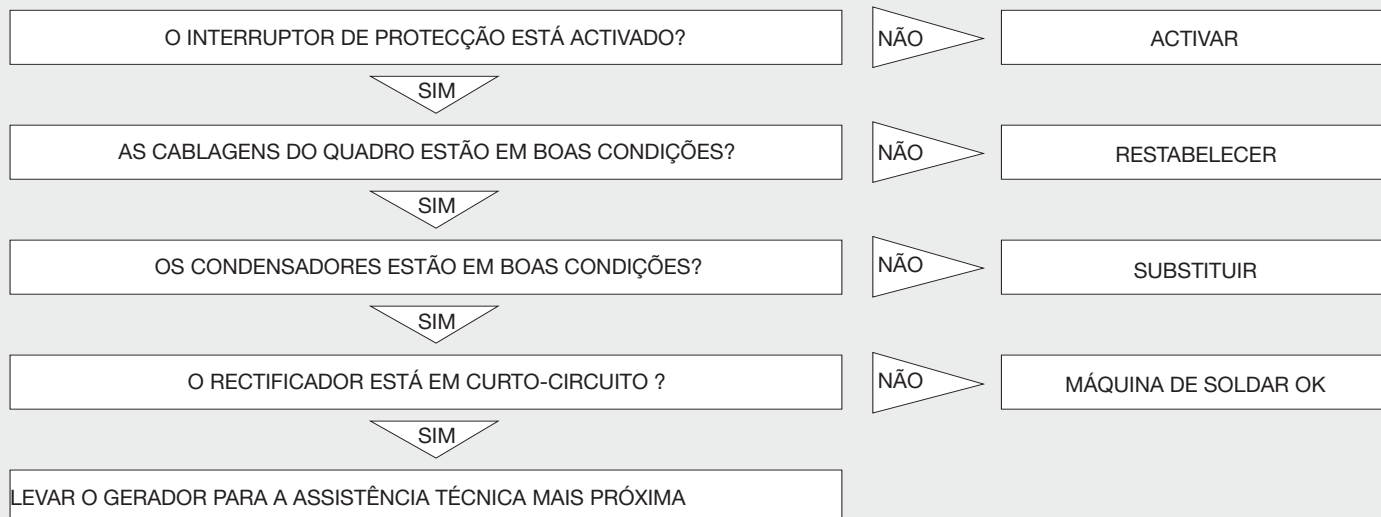 O INTERRUPTOR DE PROTECÇÃO ESTÁ ACTIVADO?
NÃO
ACTIVAR
SIM
AS CABLAGENS DO QUADRO ESTÃO EM BOAS CONDIÇÕES?
NÃO
RESTABELECER
SIM
OS CONDENSADORES ESTÃO EM BOAS CONDIÇÕES?
NÃO
SUBSTITUIR
SIM
O RECTIFICADOR ESTÁ EM CURTO-CIRCUITO ?
NÃO
MÁQUINA DE SOLDAR OK
SIM
LEVAR O GERADOR PARA A ASSISTÊNCIA TÉCNICA MAIS PRÓXIMA